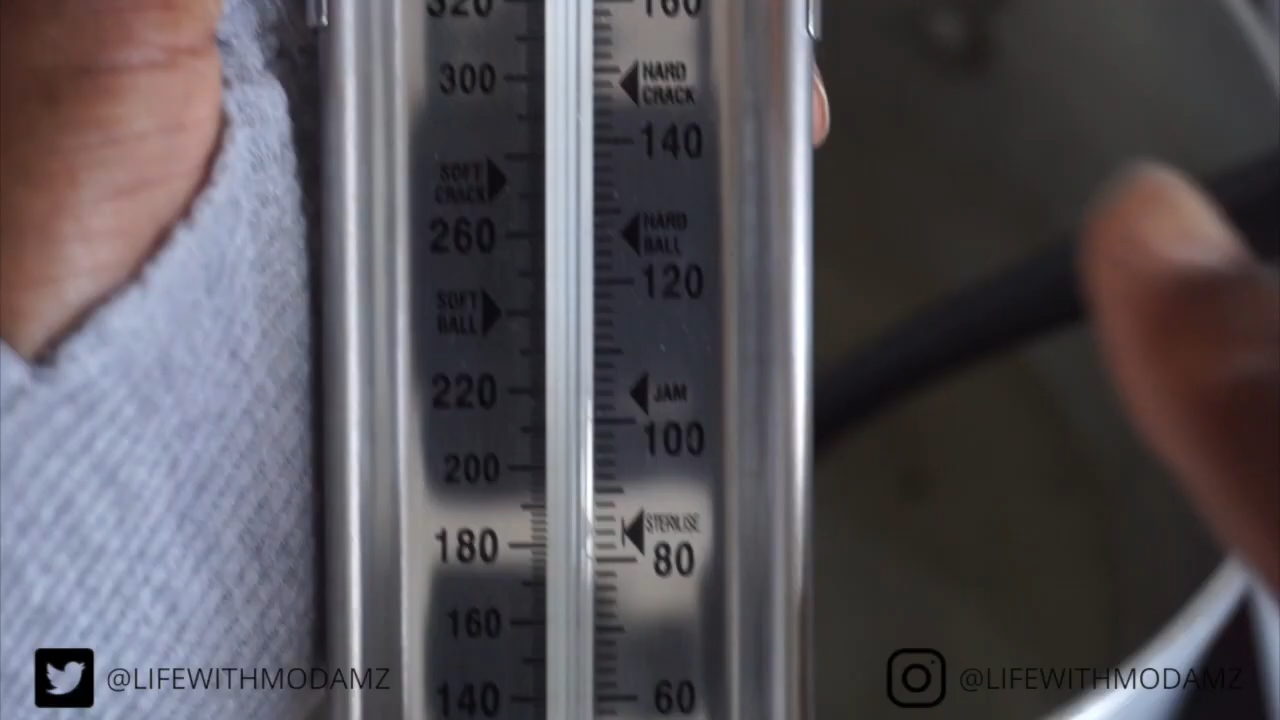 320
160
300
HARD
CRACK
140
SOFT
CRACK
260
HARD
BALL
120
SOFT
BALL
220
JAM
100
200
STERILISE
180
80
160
140
60
@LIFEWITHMODAMZ
@LIFEWITHMODAMZ